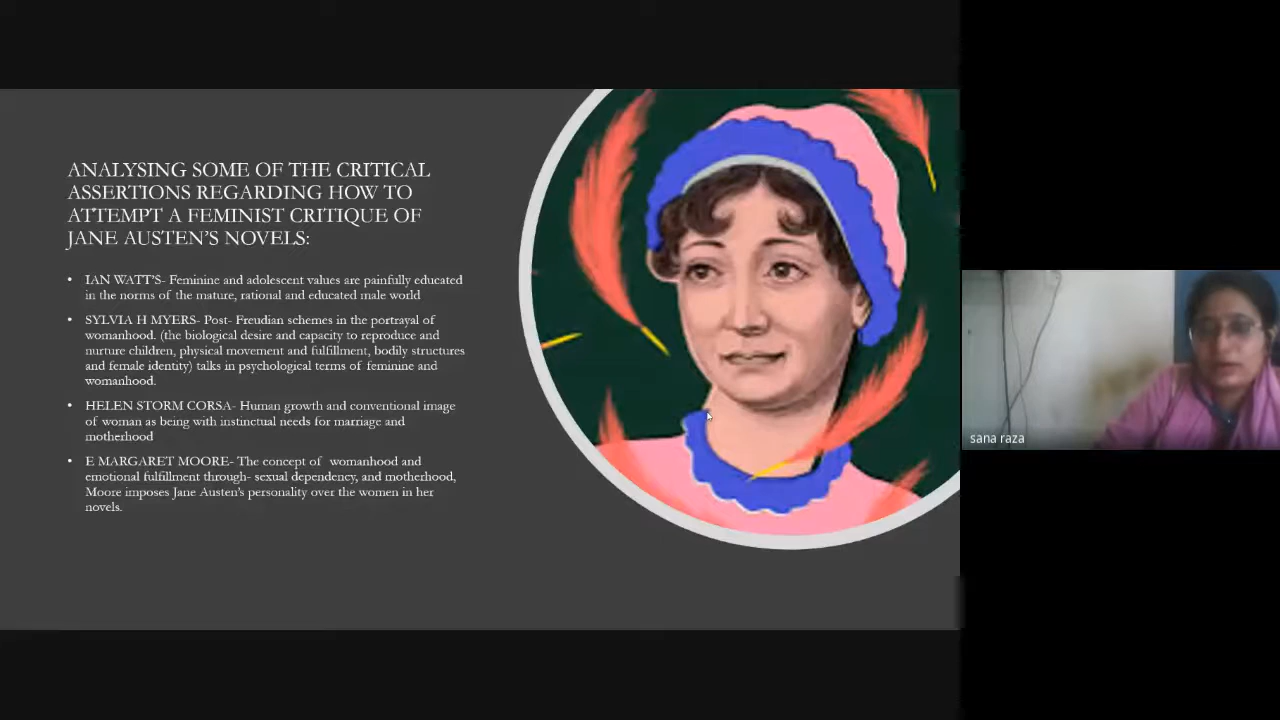 ANALYSING SOME OF THE CRITICAL
ASSERTIONS REGARDING HOW TO
ATTEMPT A FEMINIST CRITIQUE OF
JANE AUSTEN'S NOVELS:
• IAN WATT'S- Feminine and adolescent values are painfully educated
in the norms of the mature, rational and educated male world
• SYLVIA H MYERS- Post- Freudian schemes in the portrayal of
womanhood. (the biological desire and capacity to reproduce and
nurture children, physical movement and fulfillment, bodily structures
and female identity) talks in psychological terms of feminine and
womanhood.
• HELEN STORM CORSA- Human growth and conventional image
of woman as being with instinctual needs for marriage and
motherhood
• E MARGARET MOORE- The concept of womanhood and
emotional fulfillment through- sexual dependency, and motherhood,
Moore imposes Jane Austen's personality over the women in her
novels.
sana raza